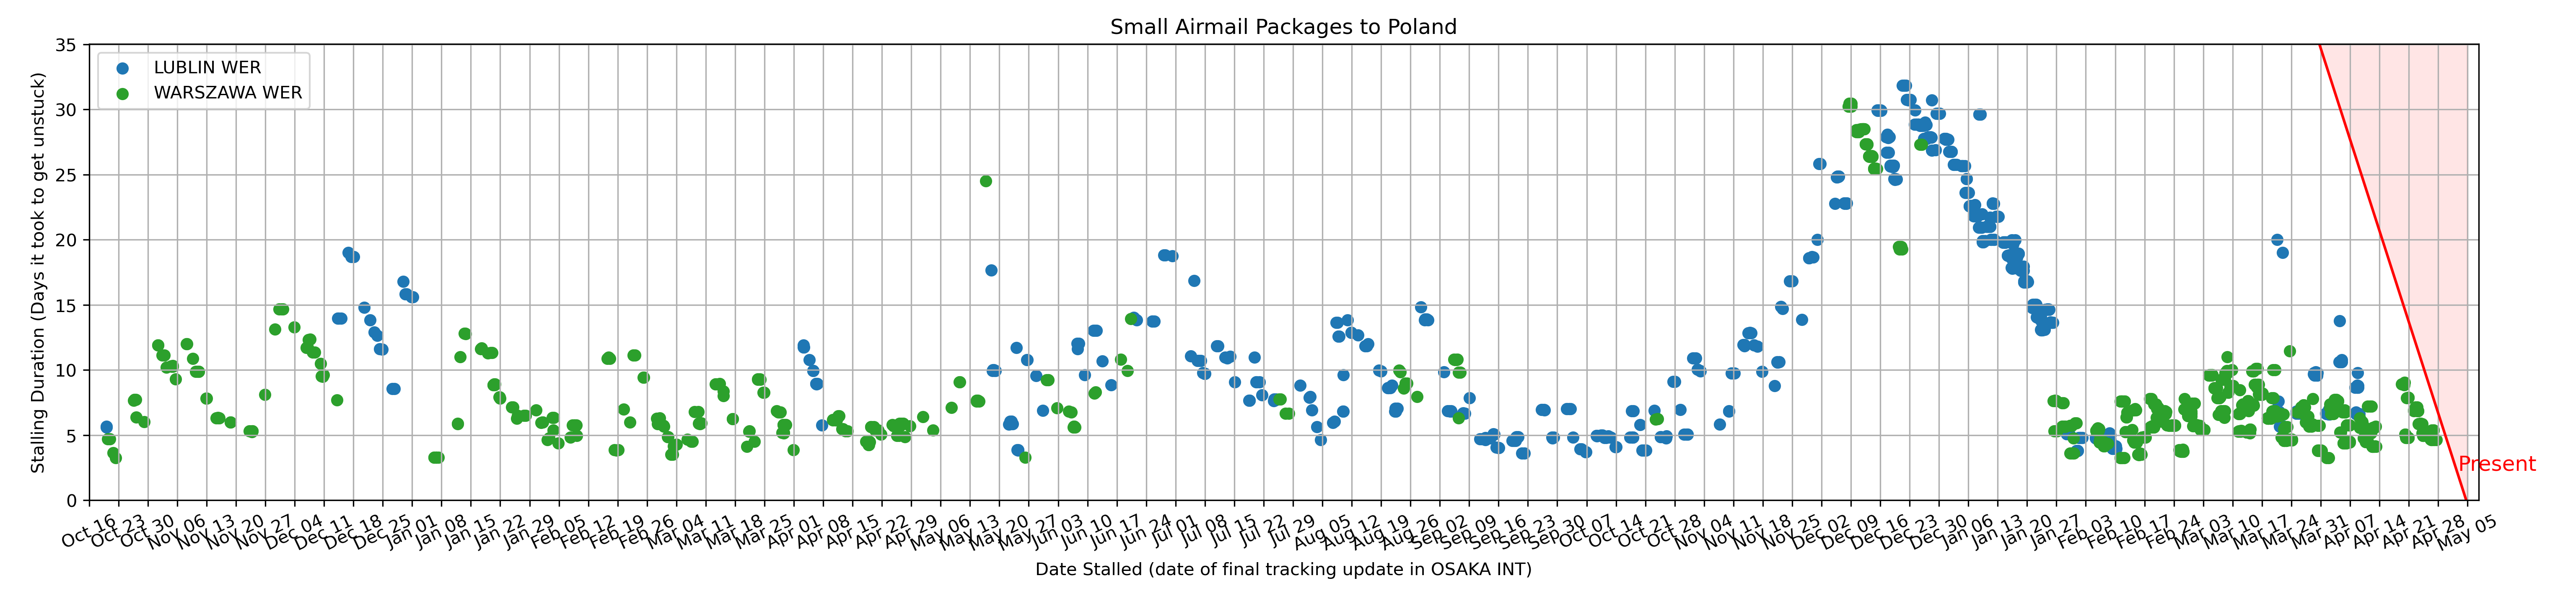 Small Airmail Packages to Poland
LUBLIN WER
WARSZAWA WER
Stalling Duration (Days it took to get unstuck)
35
30
25
20
15
10
5
0
Present
Oct 16
Oct 23
Oct 30
Nov 06
Nov 13
Nov 20
Nov 27
Dec 04
Dec 11
Dec 18
Dec 25
Jan 01
Jan 08
Jan 15
Jan 22
Jan 29
Feb 05
Feb 12
Feb 19
Feb 26
Mar 04
Mar 11
Mar 18
Mar 25
Apr 01
Apr 08
Apr 15
Apr 22
Apr 29
May 06
May 13
May 20
May 27
Jun 03
Jun 10
Jun 17
Jun 24
Jul 01
Jul 08
Jul 15
Jul 22
Jul 29
Aug 05
Aug 12
Aug 19
Aug 26
Sep 02
Sep 09
Sep 16
Sep 23
Sep 30
Oct 07
Oct 14
Oct 21
Oct 28
Nov 04
Nov 11
Nov 18
Nov 25
Dec 02
Dec 09
Dec 16
Dec 23
Dec 30
Jan 06
Jan 13
Jan 20
Jan 27
Feb 03
Feb 10
Feb 17
Feb 24
Mar 03
Mar 10
Mar 17
Mar 24
Mar 31
Apr 07
Apr 14
Apr 21
Apr 28
May 05
Date Stalled (date of final tracking update in OSAKA INT)